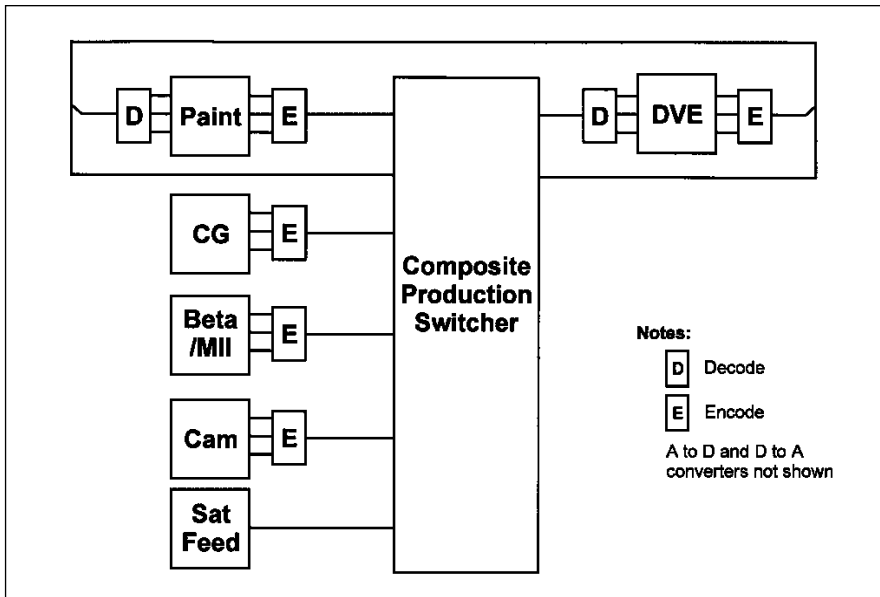 D
Paint
E
D
DVE
E
CG
E
Beta
/MII
E
Cam
E
Sat
Feed
Composite
Production
Switcher
Notes:
D Decode
E Encode
A to D and D to A
converters not shown